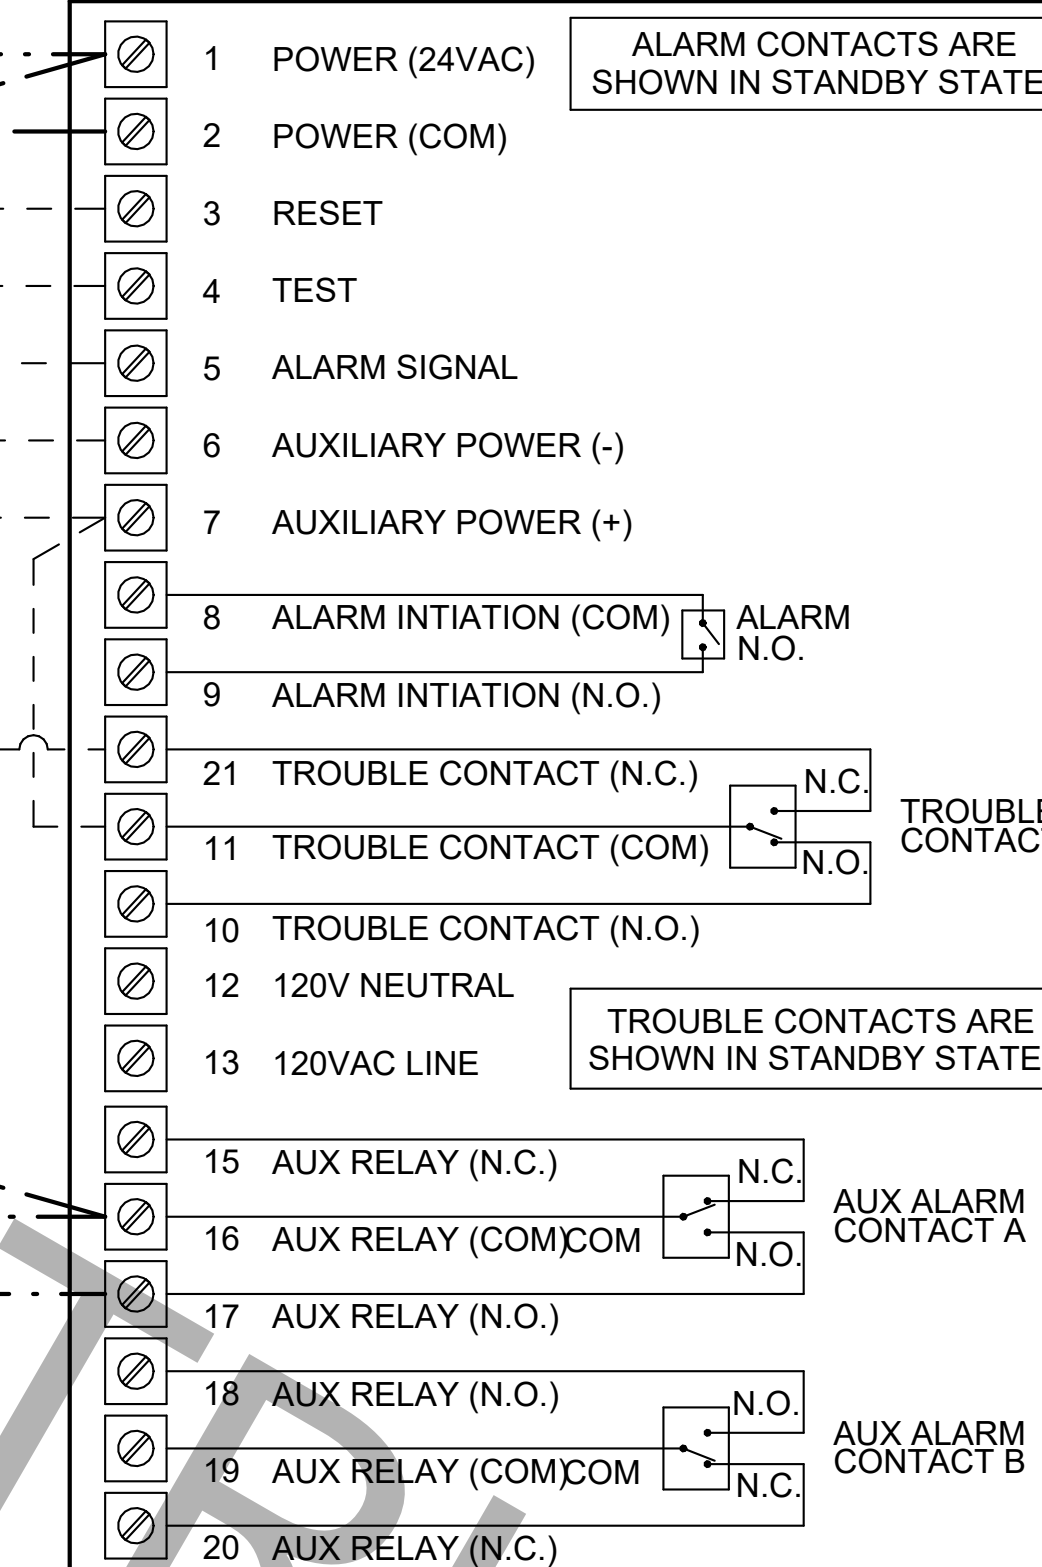 1 POWER (24VAC)
ALARM CONTACTS ARE
SHOWN IN STANDBY STATE
2 POWER (COM)
3 RESET
4 TEST
5 ALARM SIGNAL
6 AUXILIARY POWER (-)
7 AUXILIARY POWER (+)
8 ALARM INTIATION (COM)
ALARM
N.O.
9 ALARM INTIATION (N.O.)
21 TROUBLE CONTACT (N.C.)
N.C.
TROUBLE
CONTACT
11 TROUBLE CONTACT (COM)
N.O.
10 TROUBLE CONTACT (N.O.)
12 120V NEUTRAL
TROUBLE CONTACTS ARE
SHOWN IN STANDBY STATE
13 120VAC LINE
15 AUX RELAY (N.C.)
N.C.
AUX ALARM
CONTACT A
16 AUX RELAY (COM)COM
N.O.
17 AUX RELAY (N.O.)
18 AUX RELAY (N.O.)
N.O.
AUX ALARM
CONTACT B
19 AUX RELAY (COM)COM
N.C.
20 AUX RELAY (N.C.)